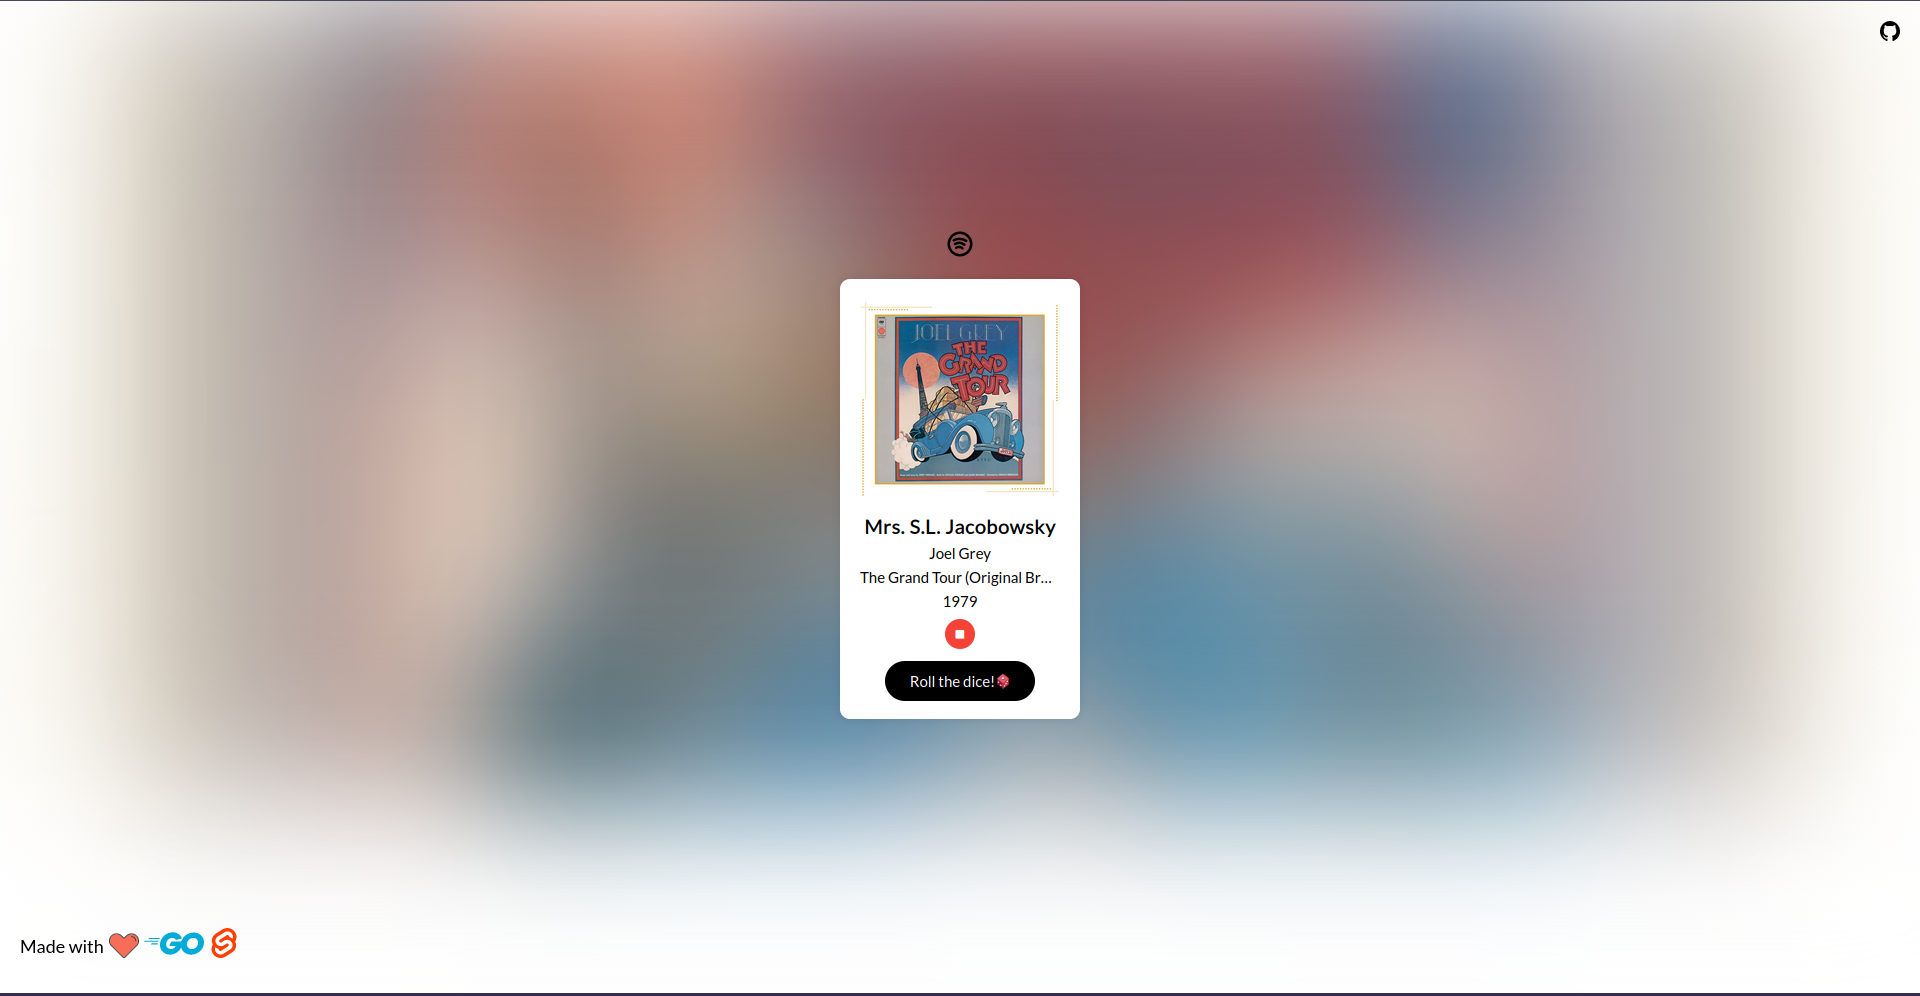 JOEL GREY
THE
GRAND
TOUR
Mrs. S.L. Jacobowsky
Joel Grey
The Grand Tour (Original Br...
1979
Roll the dice!
Made with
GO